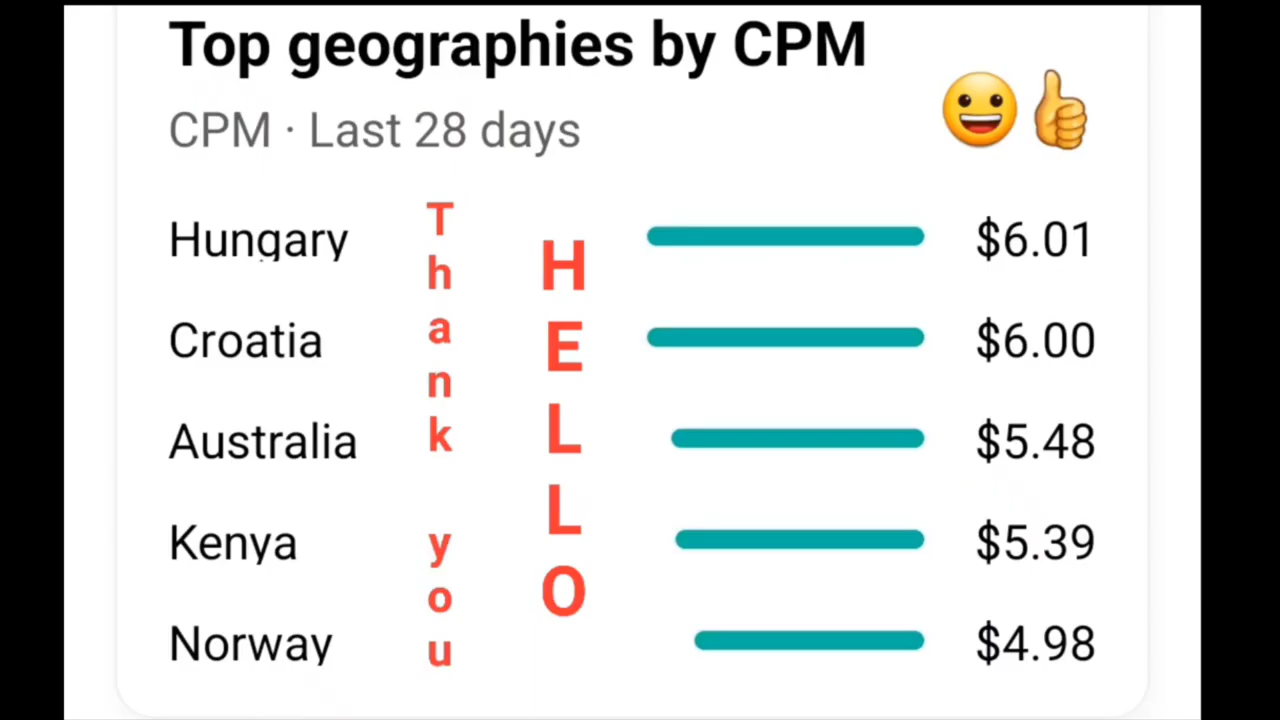 Top geographies by CPM
CPM · Last 28 days
😀👍
Hungary $6.01
Croatia $6.00
Australia $5.48
Kenya $5.39
Norway $4.98
Thank you
HELLO